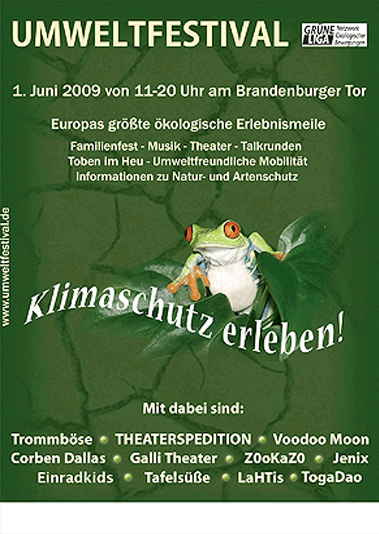 UMWELTFESTIVAL
GRÜNE LIGA
Netzwerk
Ökologischer
Bewegungen
1. Juni 2009 von 11-20 Uhr am Brandenburger Tor
Europas größte ökologische Erlebnismeile
Familienfest - Musik - Theater - Talkrunden
Toben im Heu - Umweltfreundliche Mobilität
Informationen zu Natur- und Artenschutz
www.umweltfestival.de
Klimaschutz erleben!
Mit dabei sind:
Trommböse • THEATERSPEDITION • Voodoo Moon
Corben Dallas • Galli Theater • Z0oKaZ0 • Jenix
Einradkids • Tafelsüße • LaHTis • TogaDao